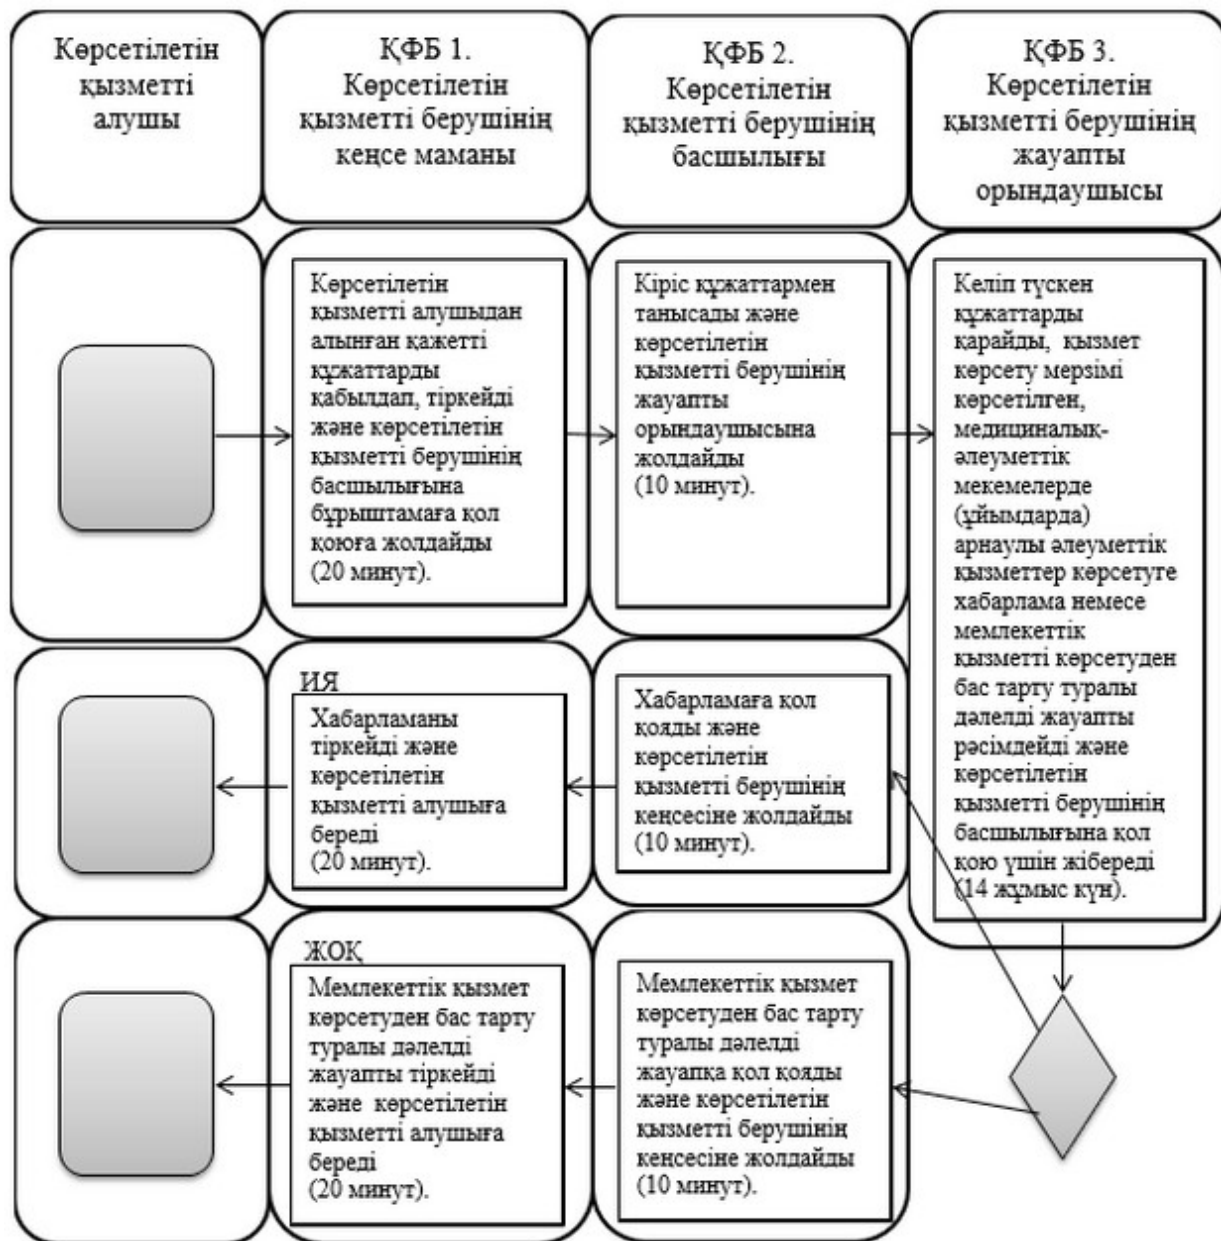 Көрсетілетін
қызметті
алушы
ҚФБ 1.
Көрсетілетін
қызметті берушінің
кеңсе маманы
ҚФБ 2.
Көрсетілетін
қызметті берушінің
басшылығы
ҚФБ 3.
Көрсетілетін
қызметті берушінің
жауапты
орындаушысы
Көрсетілетін
қызметті алушыдан
алынған қажетті
құжаттарды
қабылдап, тіркейді
және көрсетілетін
қызметті берушінің
басшылығына
бұрыштамаға қол
қоюға жолдайды
(20 минут).
Кіріс құжаттармен
танысады және
көрсетілетін
қызметті берушінің
жауапты
орындаушысына
жолдайды
(10 минут).
Келіп түскен
құжаттарды
қарайды, қызмет
көрсету мерзімі
көрсетілген,
медициналық-
әлеуметтік
мекемелерде
(ұйымдарда)
арнаулы әлеуметтік
қызметтер көрсетуге
хабарлама немесе
мемлекеттік
қызметті көрсетуден
бас тарту туралы
дәлелді жауапты
рәсімдейді және
көрсетілетін
қызметті берушінің
басшылығына қол
қою үшін жібереді
(14 жұмыс күн).
ИЯ
Хабарламаны
тіркейді және
көрсетілетін
қызметті алушыға
береді
(20 минут).
Хабарламаға қол
қояды және
көрсетілетін
қызметті берушінің
кеңсесіне жолдайды
(10 минут).
ЖОҚ
Мемлекеттік қызмет
көрсетуден бас тарту
туралы дәлелді
жауапты тіркейді
және көрсетілетін
қызметті алушыға
береді
(20 минут).
Мемлекеттік қызмет
көрсетуден бас тарту
туралы дәлелді
жауапқа қол қояды
және көрсетілетін
қызметті берушінің
кеңсесіне жолдайды
(10 минут).